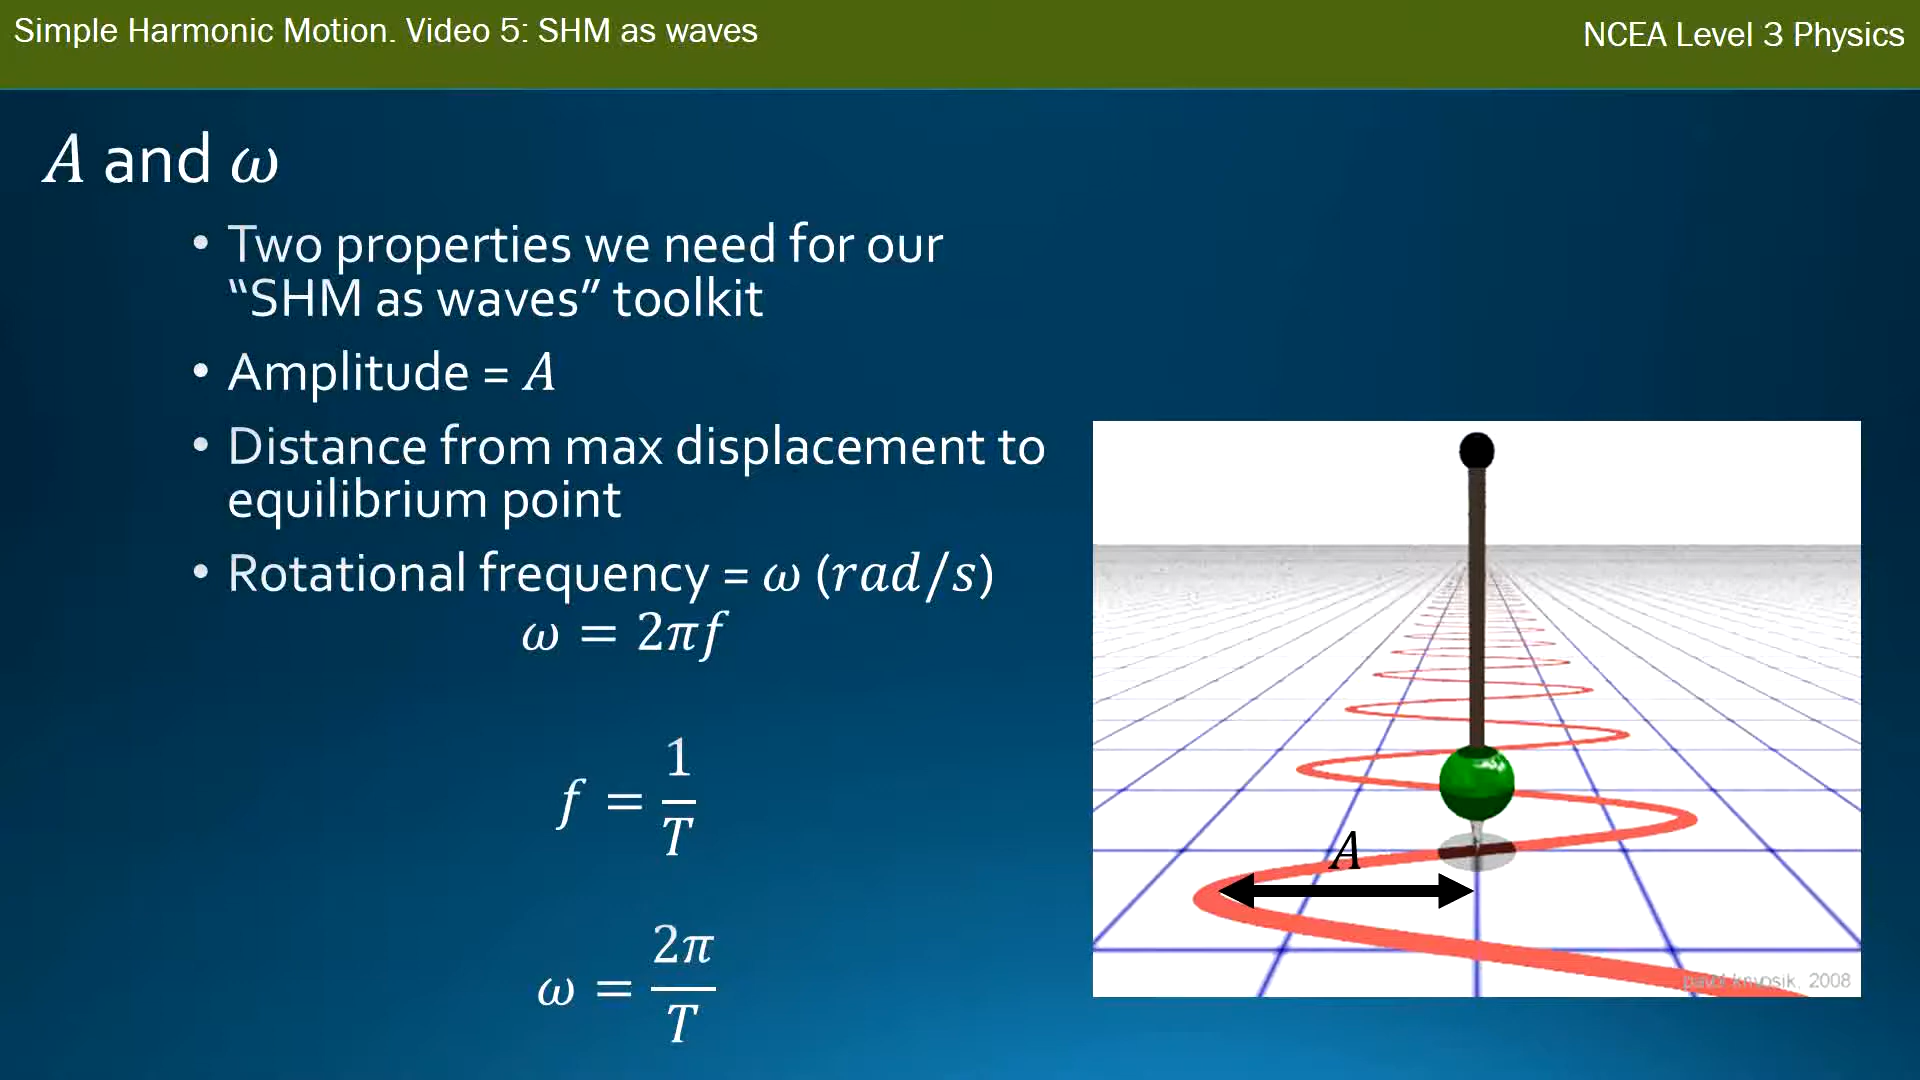 Simple Harmonic Motion. Video 5: SHM as waves
NCEA Level 3 Physics
A and ω
• Two properties we need for our
“SHM as waves” toolkit
• Amplitude = A
• Distance from max displacement to
equilibrium point
• Rotational frequency = ω (rad/s)
ω = 2πf
f = 1/T
ω = 2π/T
A
2008